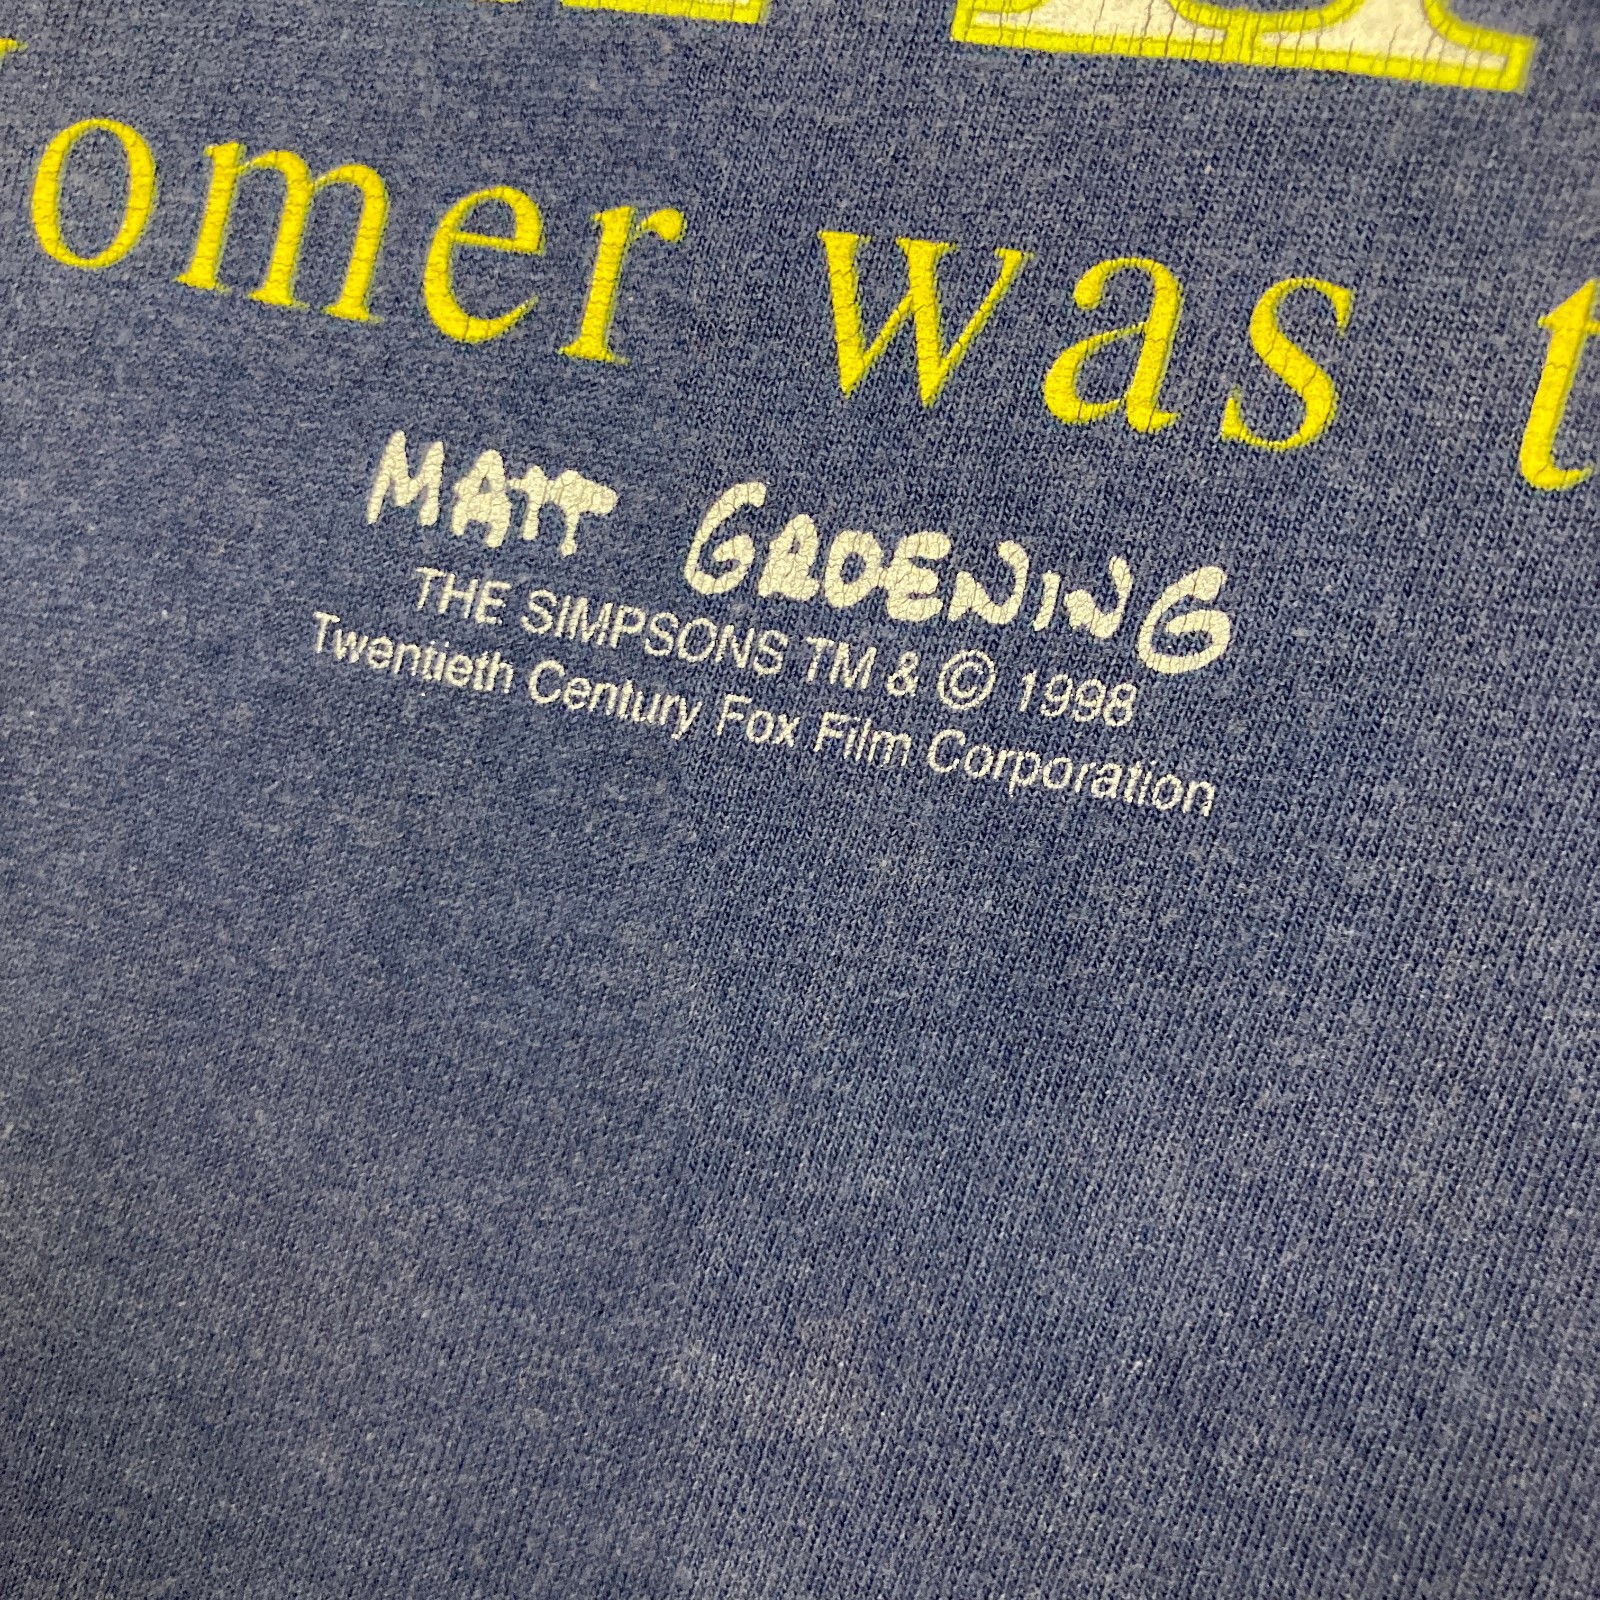 omer was t
MATT GROENING
THE SIMPSONS TM & © 1998
Twentieth Century Fox Film Corporation